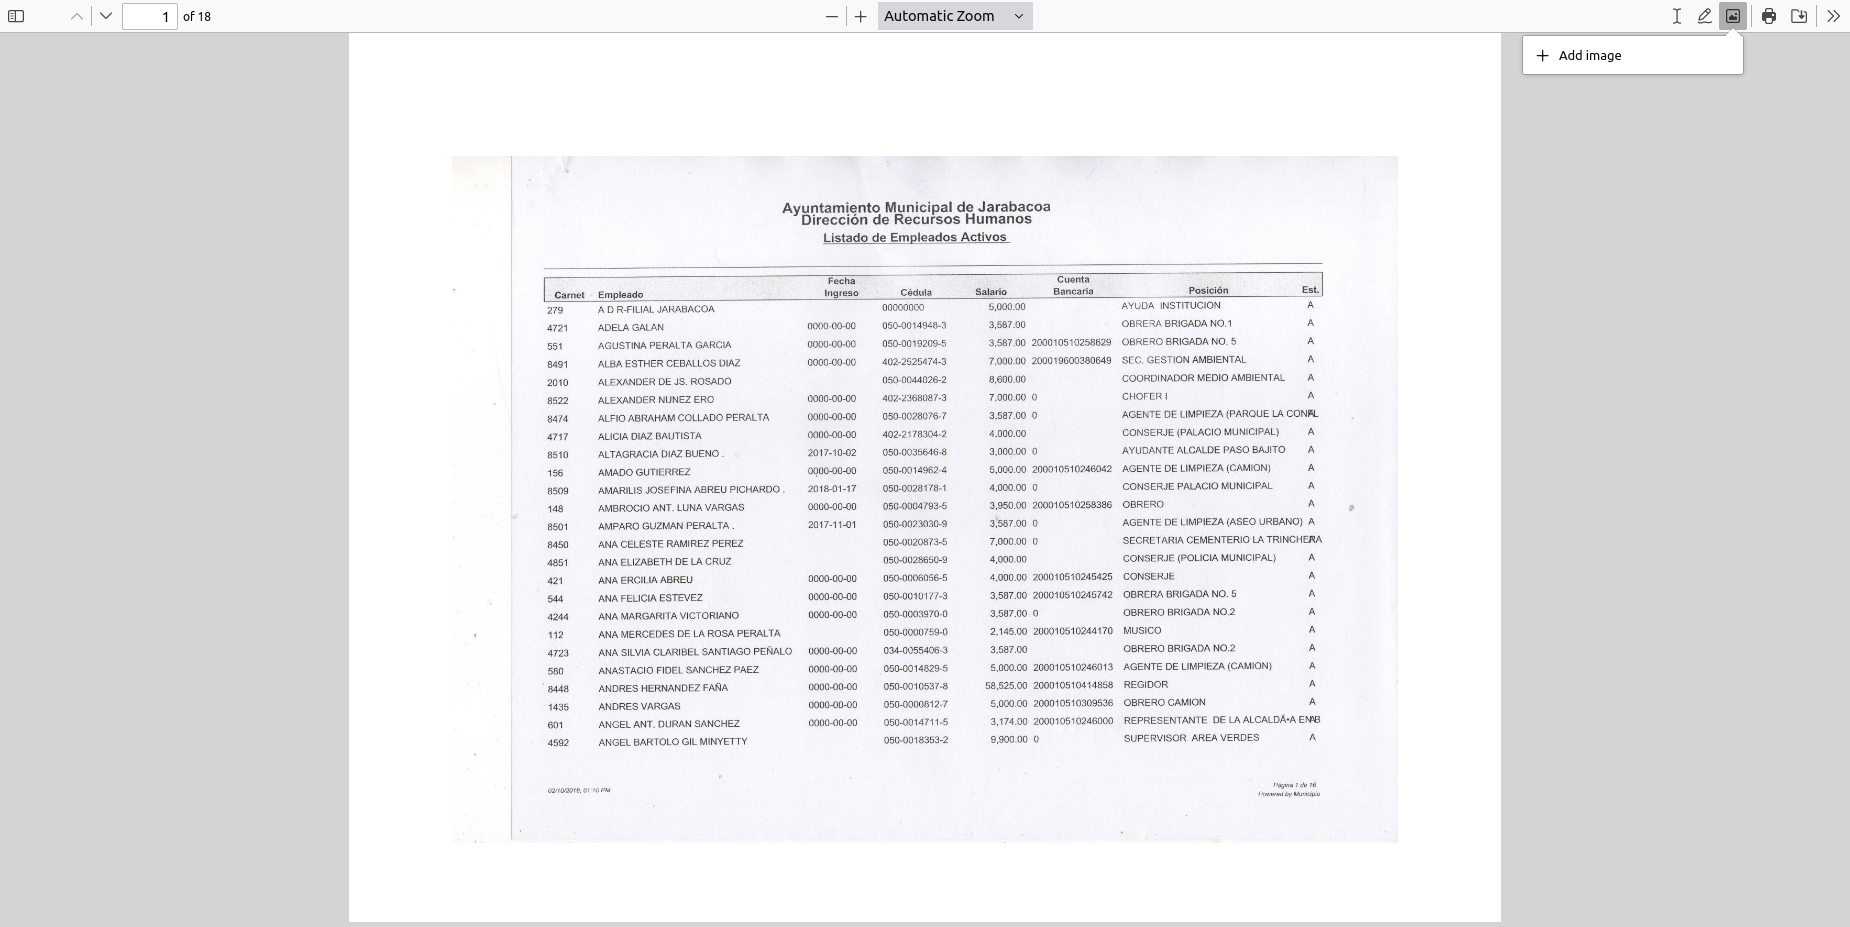 1 of 18
Automatic Zoom
Add image
Ayuntamiento Municipal de Jarabacoa
Dirección de Recursos Humanos
Listado de Empleados Activos
Carnet Empleado Fecha Ingreso Cédula Salario Cuenta Bancaria Posición Est.
279 A D R-FILIAL JARABACOA 00000000 5,000.00 AYUDA INSTITUCION A
4721 ADELA GALAN 0000-00-00 050-0014948-3 3,587.00 OBRERA BRIGADA NO.1 A
551 AGUSTINA PERALTA GARCIA 0000-00-00 050-0019209-5 3,587.00 200010510258629 OBRERO BRIGADA NO. 5 A
8491 ALBA ESTHER CEBALLOS DIAZ 0000-00-00 402-2525474-3 7,000.00 200019600380649 SEC. GESTION AMBIENTAL A
2010 ALEXANDER DE JS. ROSADO 050-0044026-2 8,600.00 COORDINADOR MEDIO AMBIENTAL A
8522 ALEXANDER NUNEZ ERO 0000-00-00 402-2368087-3 7,000.00 0 CHOFER I A
8474 ALFIO ABRAHAM COLLADO PERALTA 0000-00-00 050-0028076-7 3,587.00 0 AGENTE DE LIMPIEZA (PARQUE LA A
4717 ALICIA DIAZ BAUTISTA 0000-00-00 402-2178304-2 4,000.00 CONSERJE (PALACIO MUNICIPAL) A
8510 ALTAGRACIA DIAZ BUENO . 2017-10-02 050-0035646-8 3,000.00 0 AYUDANTE ALCALDE PASO BAJITO A
156 AMADO GUTIERREZ 0000-00-00 050-0014962-4 5,000.00 200010510246042 AGENTE DE LIMPIEZA (CAMION) A
8509 AMARILIS JOSEFINA ABREU PICHARDO . 2018-01-17 050-0028178-1 4,000.00 0 CONSERJE PALACIO MUNICIPAL A
148 AMBROCIO ANT. LUNA VARGAS 0000-00-00 050-0004793-5 3,950.00 200010510258386 OBRERO A
8501 AMPARO GUZMAN PERALTA . 2017-11-01 050-0023030-9 3,587.00 0 AGENTE DE LIMPIEZA (ASEO URBANO) A
8450 ANA CELESTE RAMIREZ PEREZ 050-0020873-5 7,000.00 0 SECRETARIA CEMENTERIO LA TRINCHERA A
4851 ANA ELIZABETH DE LA CRUZ 050-0028650-9 4,000.00 CONSERJE (POLICIA MUNICIPAL) A
421 ANA ERCILIA ABREU 0000-00-00 050-0006056-5 4,000.00 200010510245425 CONSERJE A
544 ANA FELICIA ESTEVEZ 0000-00-00 050-0010177-3 3,587.00 200010510245742 OBRERA BRIGADA NO. 5 A
4244 ANA MARGARITA VICTORIANO 0000-00-00 050-0003970-0 3,587.00 0 OBRERO BRIGADA NO.2 A
112 ANA MERCEDES DE LA ROSA PERALTA 050-0000759-0 2,145.00 200010510244170 MUSICO A
4723 ANA SILVIA CLARIBEL SANTIAGO PEÑALO 0000-00-00 034-0055406-3 3,587.00 OBRERO BRIGADA NO.2 A
580 ANASTACIO FIDEL SANCHEZ PAEZ 0000-00-00 050-0014829-5 5,000.00 200010510246013 AGENTE DE LIMPIEZA (CAMION) A
8448 ANDRES HERNANDEZ FAÑA 0000-00-00 050-0010537-8 58,525.00 200010510414858 REGIDOR A
1435 ANDRES VARGAS 0000-00-00 050-0000812-7 5,000.00 200010510309536 OBRERO CAMION A
601 ANGEL ANT. DURAN SANCHEZ 0000-00-00 050-0014711-5 3,174.00 200010510246000 REPRESENTANTE DE LA ALCALDÃ•A A
4592 ANGEL BARTOLO GIL MINYETTY 050-0018353-2 9,900.00 0 SUPERVISOR AREA VERDES A
02/10/2018, 01:10 PM
Página 1 de 16
Powered by Municipio